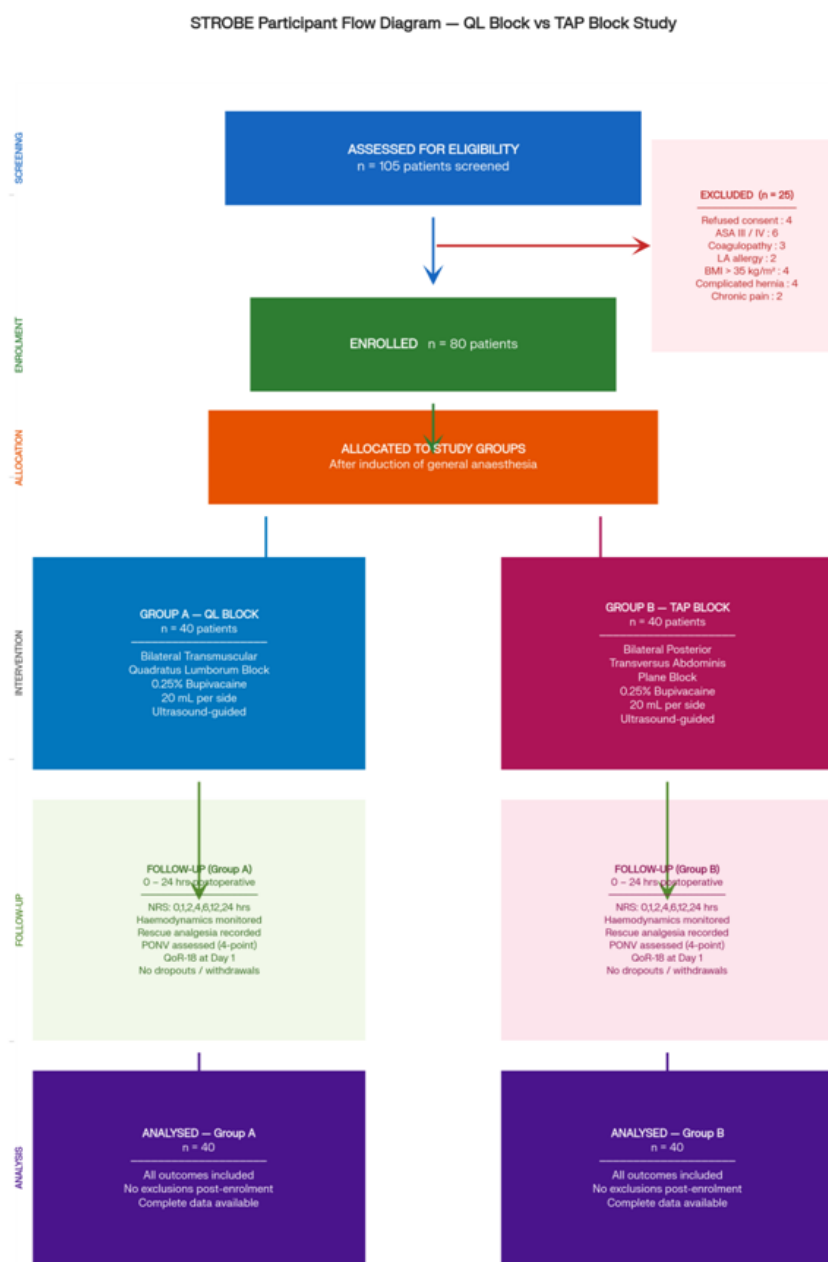 STROBE Participant Flow Diagram — QL Block vs TAP Block Study
SCREENING
ASSESSED FOR ELIGIBILITY
n = 105 patients screened
EXCLUDED (n = 25)
Refused consent : 4
ASA III / IV : 6
Coagulopathy : 3
LA allergy : 2
BMI > 35 kg/m² : 4
Complicated hernia : 4
Chronic pain : 2
ENROLMENT
ENROLLED n = 80 patients
ALLOCATION
ALLOCATED TO STUDY GROUPS
After induction of general anaesthesia
INTERVENTION
GROUP A — QL BLOCK
n = 40 patients
Bilateral Transmuscular
Quadratus Lumborum Block
0.25% Bupivacaine
20 mL per side
Ultrasound-guided
GROUP B — TAP BLOCK
n = 40 patients
Bilateral Posterior
Transversus Abdominis
Plane Block
0.25% Bupivacaine
20 mL per side
Ultrasound-guided
FOLLOW-UP
FOLLOW-UP (Group A)
0 – 24 hrs postoperative
NRS: 0,1,2,4,6,12,24 hrs
Haemodynamics monitored
Rescue analgesia recorded
PONV assessed (4-point)
QoR-18 at Day 1
No dropouts / withdrawals
FOLLOW-UP (Group B)
0 – 24 hrs postoperative
NRS: 0,1,2,4,6,12,24 hrs
Haemodynamics monitored
Rescue analgesia recorded
PONV assessed (4-point)
QoR-18 at Day 1
No dropouts / withdrawals
ANALYSIS
ANALYSED — Group A
n = 40
All outcomes included
No exclusions post-enrolment
Complete data available
ANALYSED — Group B
n = 40
All outcomes included
No exclusions post-enrolment
Complete data available